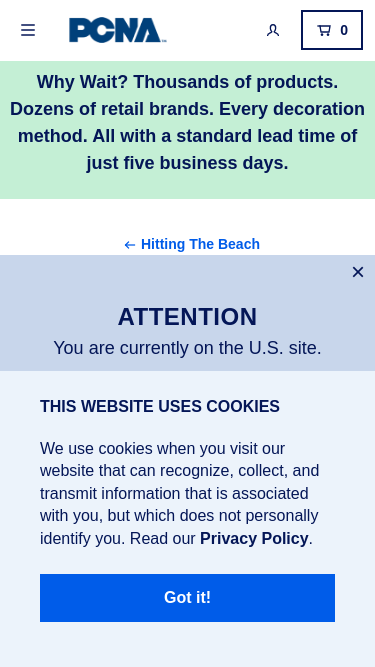 PCNA
0
Why Wait? Thousands of products.
Dozens of retail brands. Every decoration
method. All with a standard lead time of
just five business days.
← Hitting The Beach
×
ATTENTION
You are currently on the U.S. site.
THIS WEBSITE USES COOKIES
We use cookies when you visit our
website that can recognize, collect, and
transmit information that is associated
with you, but which does not personally
identify you. Read our Privacy Policy.
Got it!